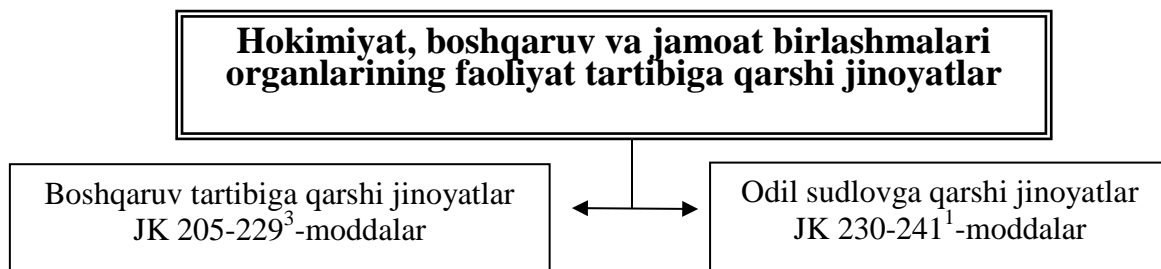 Hokimiyat, boshqaruv va jamoat birlashmalari
organlarining faoliyat tartibiga qarshi jinoyatlar
Boshqaruv tartibiga qarshi jinoyatlar
JK 205-229³-moddalar
Odil sudlovga qarshi jinoyatlar
JK 230-241¹-moddalar